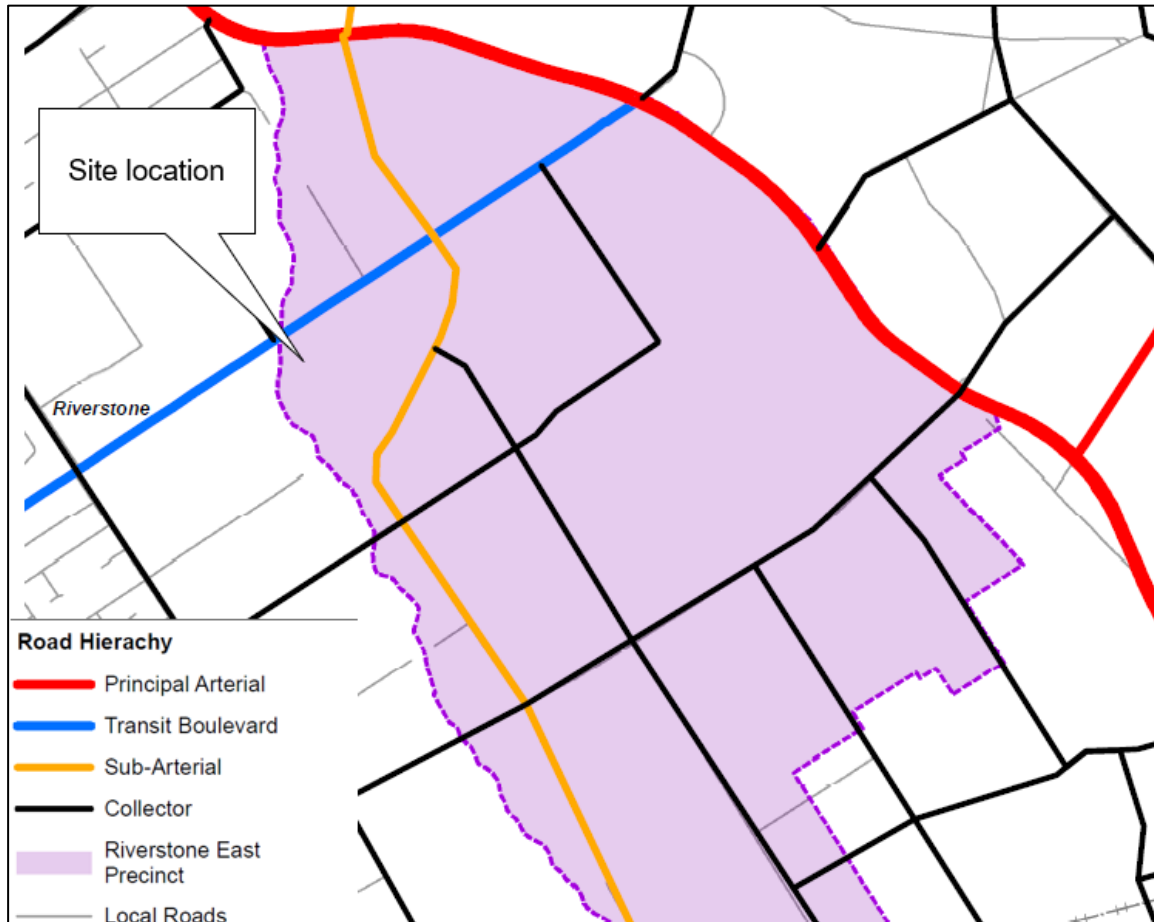 Site location
Riverstone
Road Hierachy
Principal Arterial
Transit Boulevard
Sub-Arterial
Collector
Riverstone East
Precinct
Local Roads